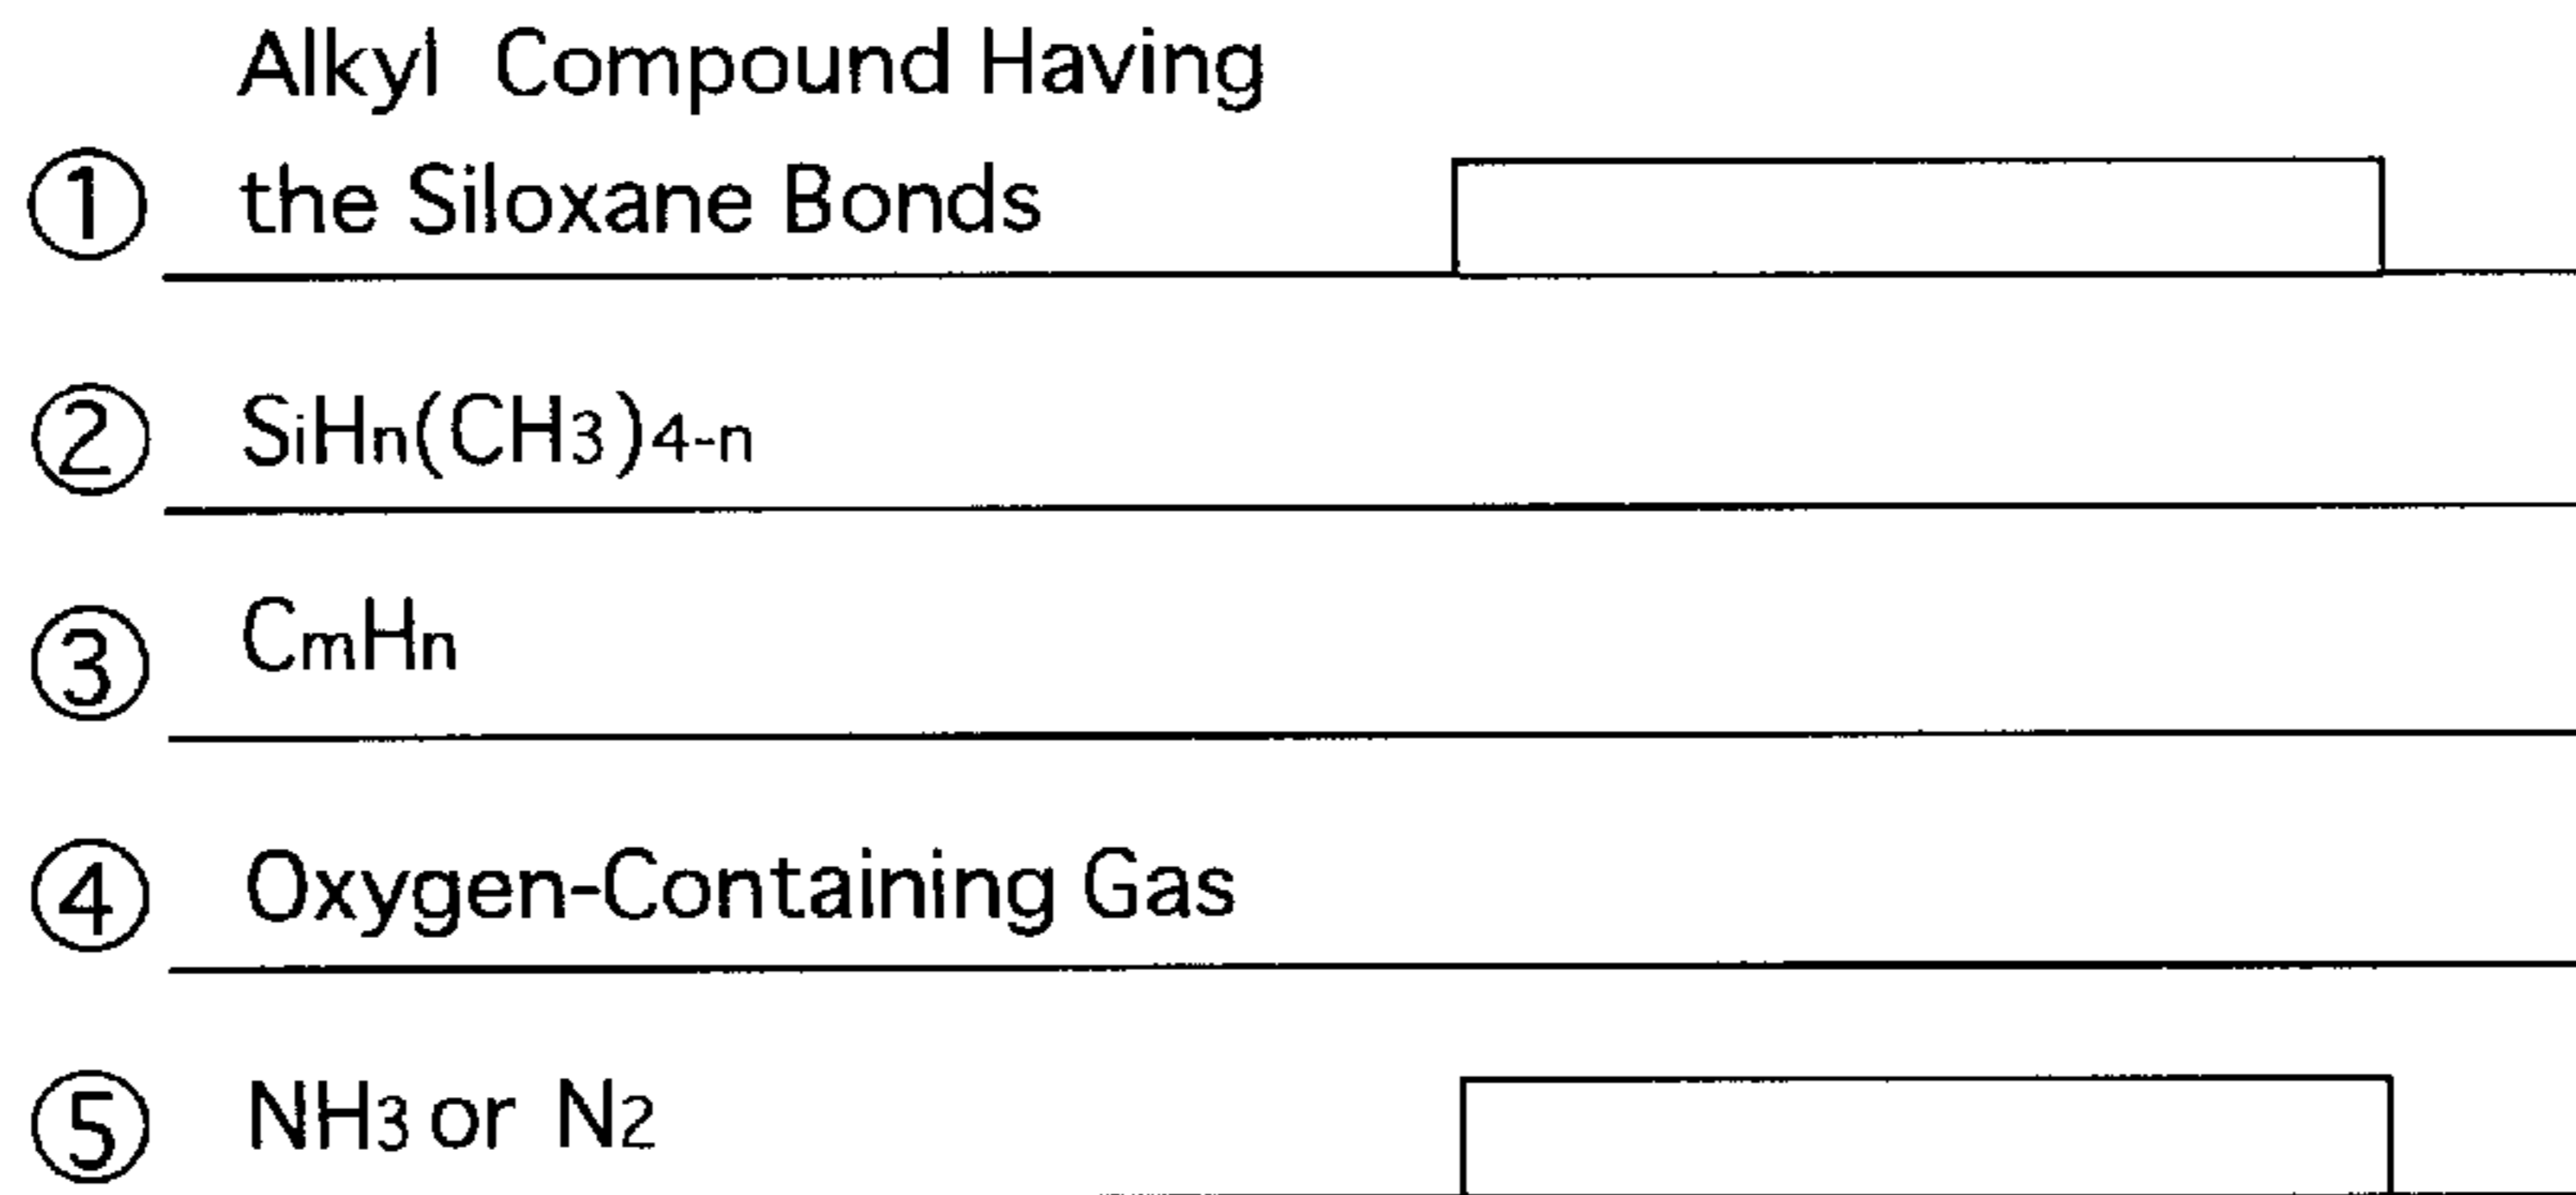 Alkyl Compound Having
① the Siloxane Bonds
② SiHn(CH3)4-n
③ CmHn
④ Oxygen-Containing Gas
⑤ NH3 or N2